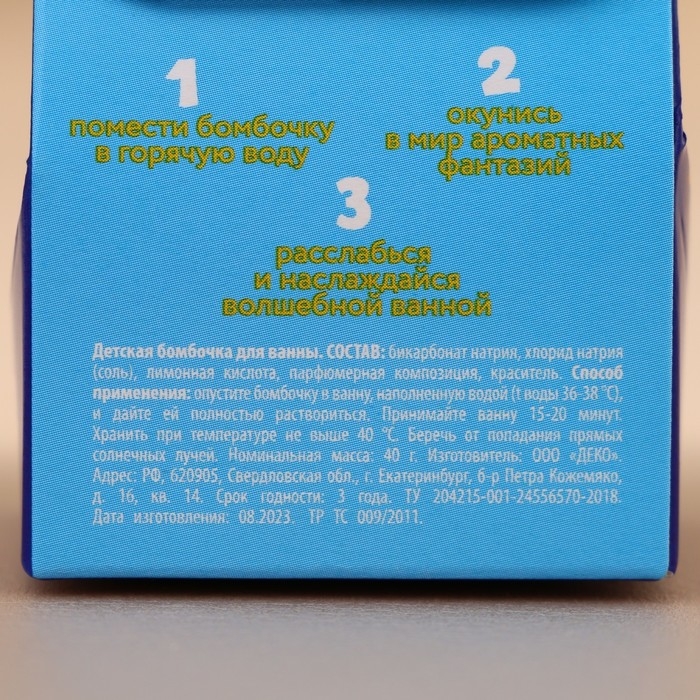 1
помести бомбочку
в горячую воду
2
окунись
в мир ароматных
фантазий
3
расслабься
и наслаждайся
волшебной ванной
Детская бомбочка для ванны. СОСТАВ: бикарбонат натрия, хлорид натрия
(соль), лимонная кислота, парфюмерная композиция, краситель. Способ
применения: опустите бомбочку в ванну, наполненную водой (t воды 36-38 °С),
и дайте ей полностью раствориться. Принимайте ванну 15-20 минут.
Хранить при температуре не выше 40 °С. Беречь от попадания прямых
солнечных лучей. Номинальная масса: 40 г. Изготовитель: ООО «ДЕКО».
Адрес: РФ, 620905, Свердловская обл., г. Екатеринбург, б-р Петра Кожемяко,
д. 16, кв. 14. Срок годности: 3 года. ТУ 204215-001-24556570-2018.
Дата изготовления: 08.2023. ТР ТС 009/2011.